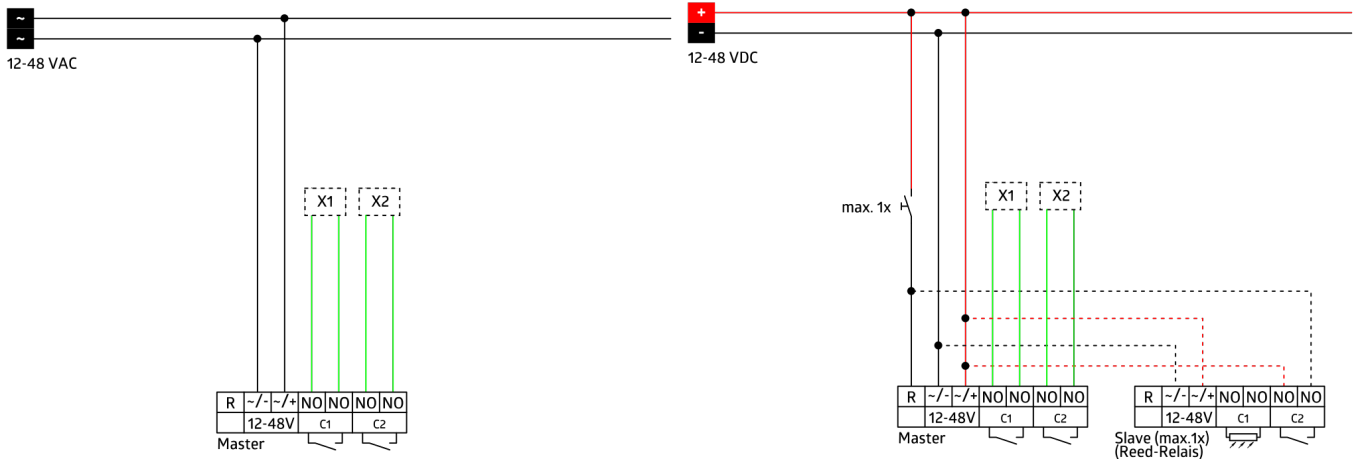 ~
~
12-48 VAC
X1 X2
R ~/- ~/+ NO NO NO NO
12-48V C1 C2
Master
+
-
12-48 VDC
max. 1x
X1 X2
R ~/- ~/+ NO NO NO NO
12-48V C1 C2
Master
R ~/- ~/+ NO NO NO NO
12-48V C1 C2
Slave (max.1x)
(Reed-Relais)